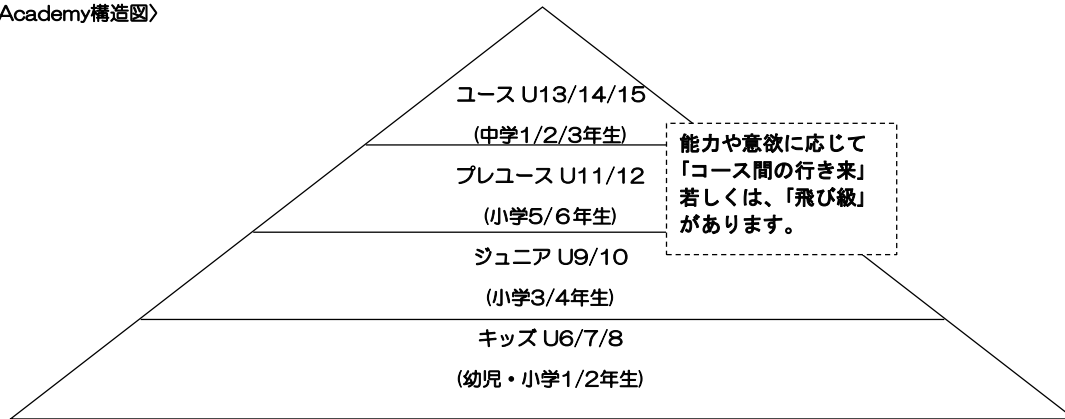 Academy構造図〉
ユース U13/14/15
(中学1/2/3年生)
能力や意欲に応じて
「コース間の行き来」
若しくは、「飛び級」
があります。
プレユース U11/12
(小学5/6年生)
ジュニア U9/10
(小学3/4年生)
キッズ U6/7/8
(幼児・小学1/2年生)